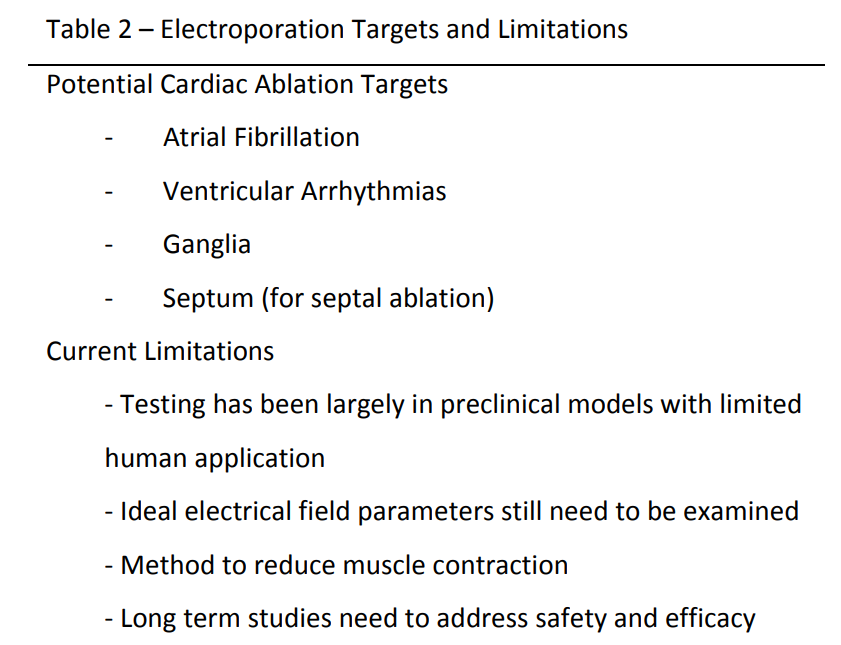 Table 2 – Electroporation Targets and Limitations
Potential Cardiac Ablation Targets
- Atrial Fibrillation
- Ventricular Arrhythmias
- Ganglia
- Septum (for septal ablation)
Current Limitations
- Testing has been largely in preclinical models with limited
human application
- Ideal electrical field parameters still need to be examined
- Method to reduce muscle contraction
- Long term studies need to address safety and efficacy